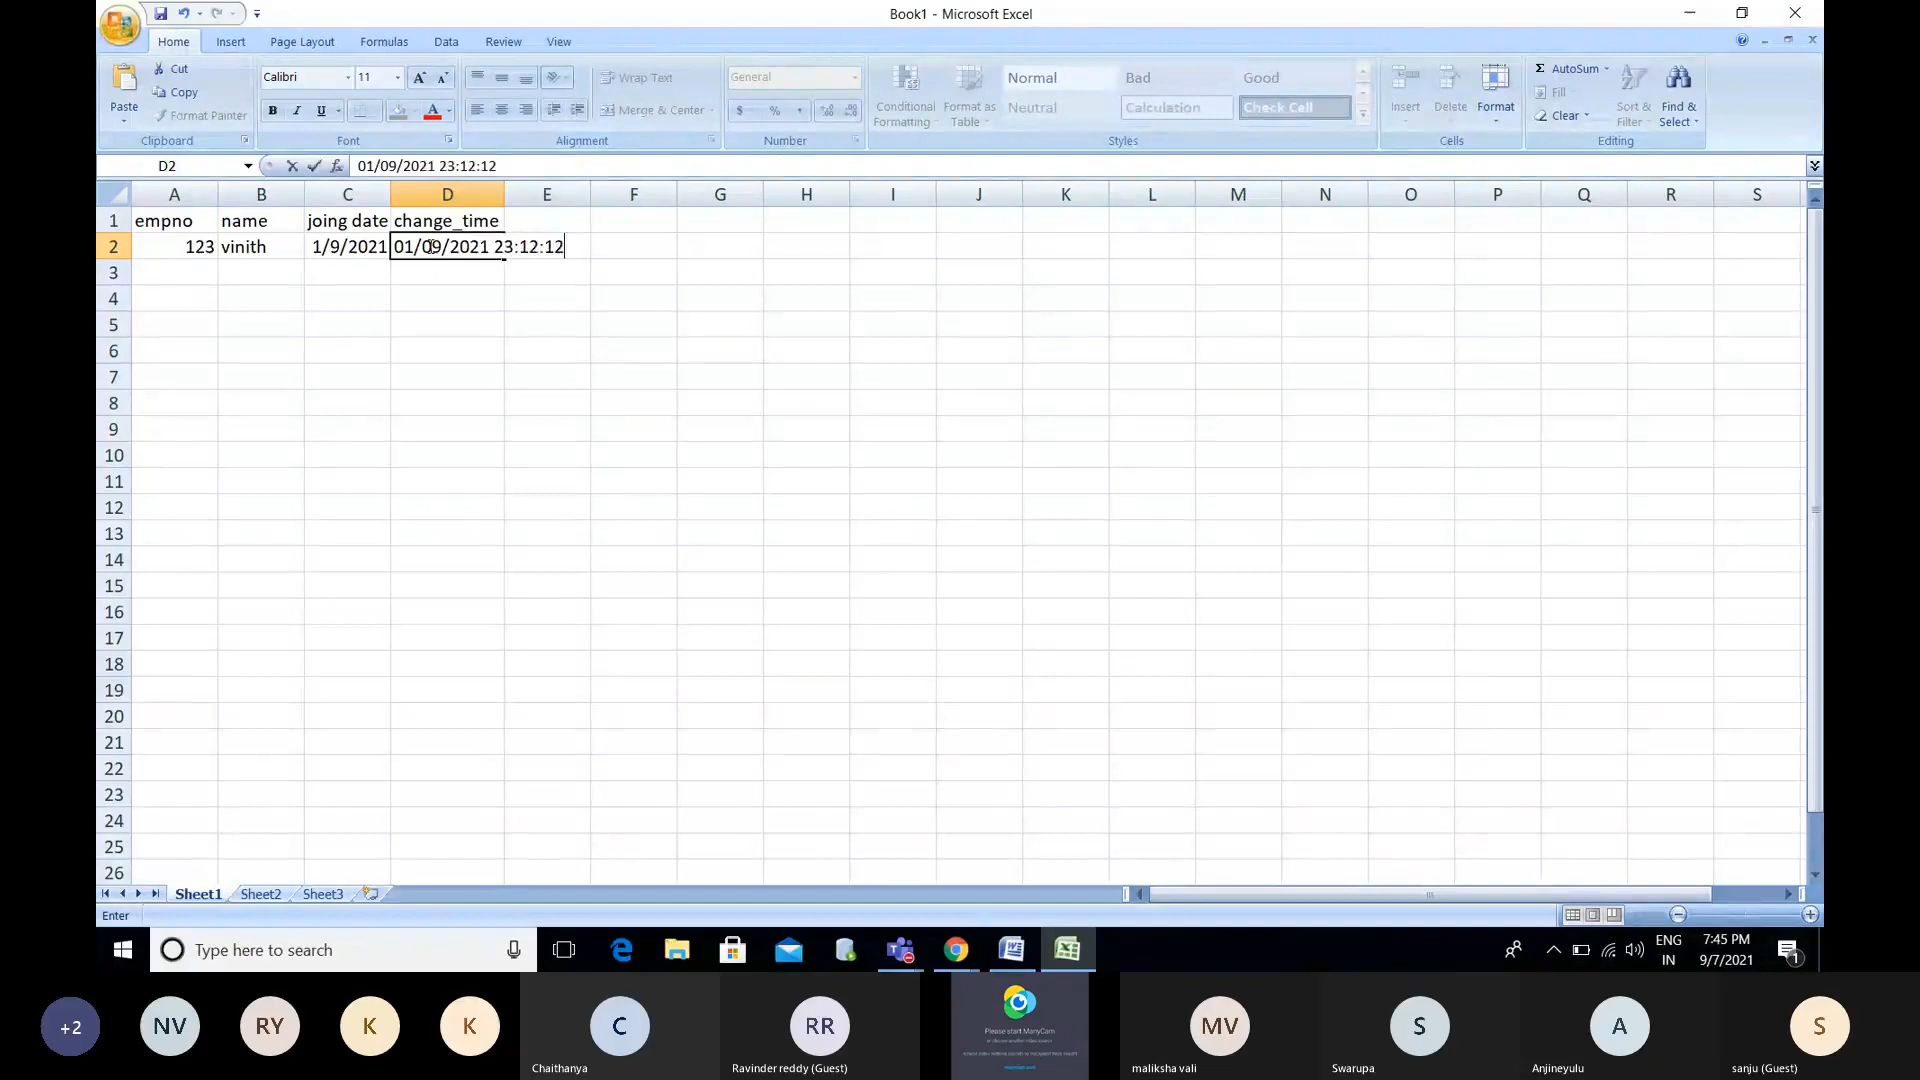 Book1 - Microsoft Excel
Home Insert Page Layout Formulas Data Review View
Paste
Cut
Copy
Format Painter
Clipboard
Calibri 11
B I U
Font
Wrap Text
Merge & Center
Alignment
General
$ % ,
Number
Conditional Formatting
Format as Table
Normal Bad Good
Neutral Calculation Check Cell
Styles
Insert Delete Format
Cells
Σ AutoSum
Fill
Clear
Sort & Filter
Find & Select
Editing
D2 fx 01/09/2021 23:12:12
A B C D E F G H I J K L M N O P Q R S
1 empno name joing date change_time
2 123 vinith 1/9/2021 01/09/2021 23:12:12
3
4
5
6
7
8
9
10
11
12
13
14
15
16
17
18
19
20
21
22
23
24
25
26
Sheet1 Sheet2 Sheet3
Enter
Type here to search
ENG
IN
7:45 PM
9/7/2021
1
+2 NV RY K K C RR MV S A S
Please start ManyCam
Chaithanya Ravinder reddy (Guest) maliksha vali Swarupa Anjineyulu sanju (Guest)